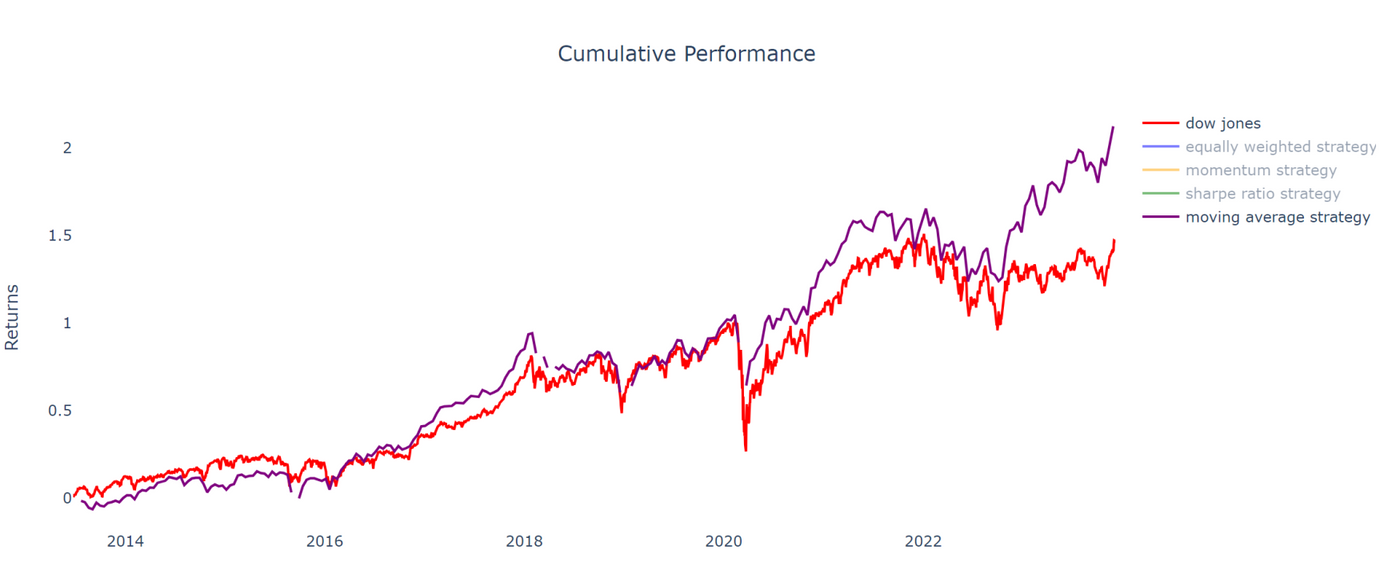 Cumulative Performance
dow jones
equally weighted strategy
momentum strategy
sharpe ratio strategy
moving average strategy
Returns
2
1.5
1
0.5
0
2014
2016
2018
2020
2022